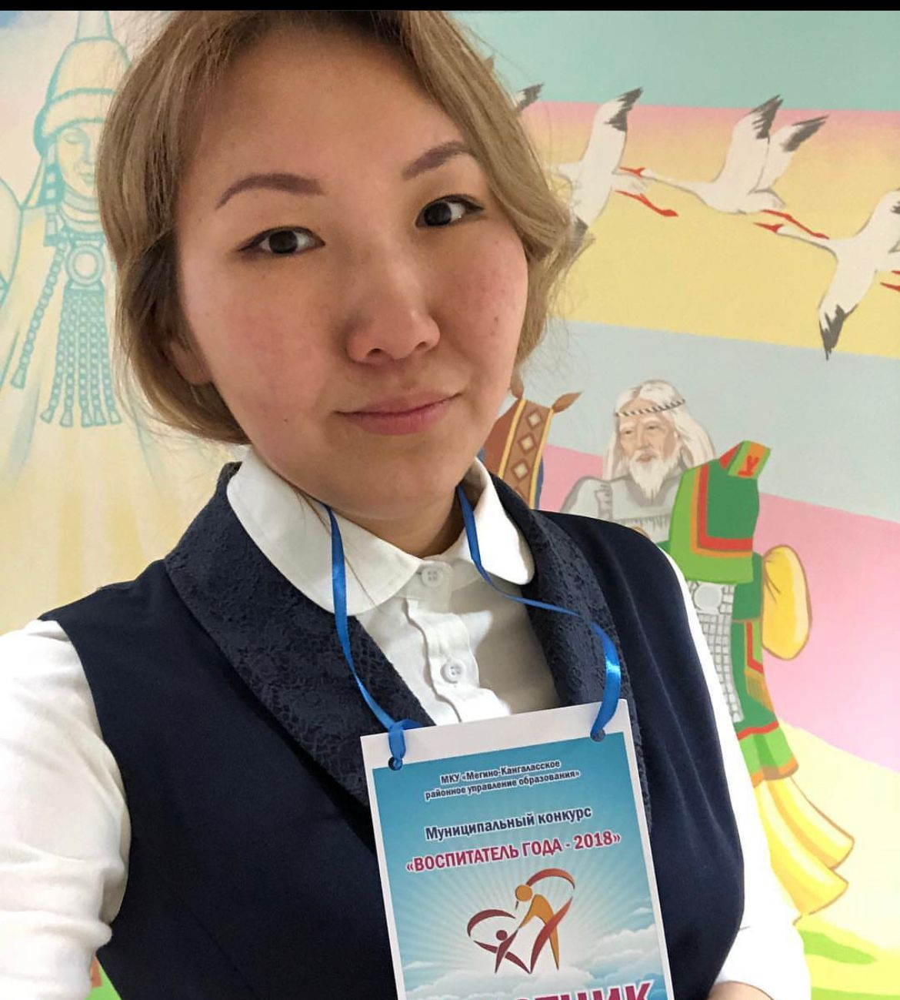 МКУ «Мегино-Кангаласское
районное управление образования»
Муниципальный конкурс
«ВОСПИТАТЕЛЬ ГОДА - 2018»